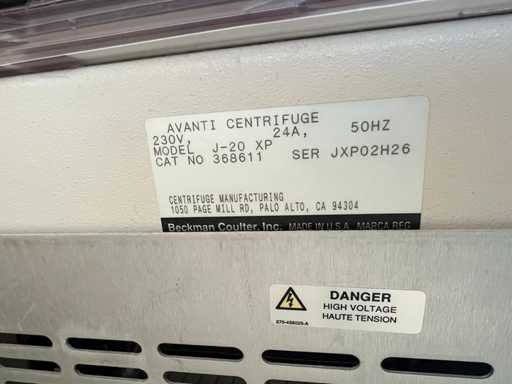 AVANTI CENTRIFUGE
230V, 24A, 50HZ
MODEL J-20 XP
CAT NO 368611 SER JXP02H26
CENTRIFUGE MANUFACTURING
1050 PAGE MILL RD, PALO ALTO, CA 94304
Beckman Coulter, Inc. MADE IN U.S.A. MARCA REG.
DANGER
HIGH VOLTAGE
HAUTE TENSION